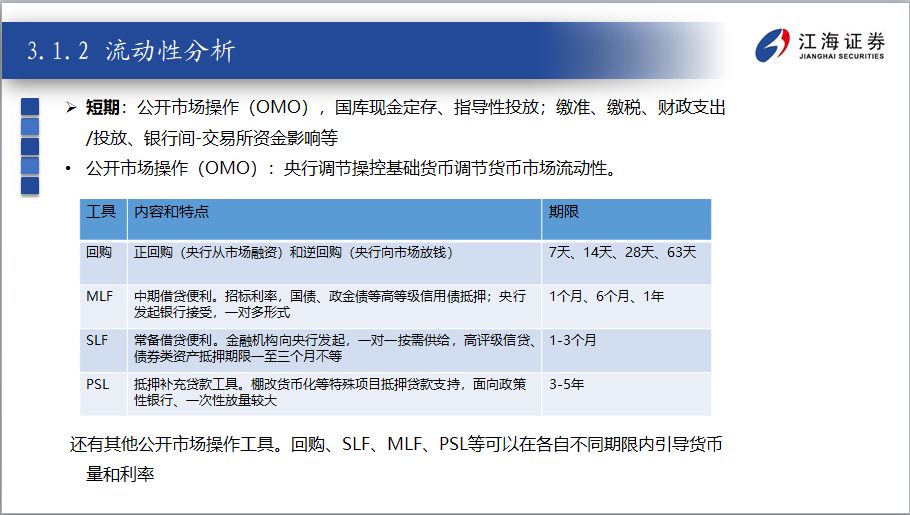 3.1.2 流动性分析
江海证券
JIANGHAI SECURITIES
➢ 短期：公开市场操作（OMO），国库现金定存、指导性投放；缴准、缴税、财政支出
/投放、银行间-交易所资金影响等
• 公开市场操作（OMO）：央行调节操控基础货币调节货币市场流动性。
工具 内容和特点 期限
回购 正回购（央行从市场融资）和逆回购（央行向市场放钱） 7天、14天、28天、63天
MLF 中期借贷便利。招标利率，国债、政金债等高等级信用债抵押；央行 1个月、6个月、1年
发起银行接受，一对多形式
SLF 常备借贷便利。金融机构向央行发起，一对一按需供给，高评级信贷、 1-3个月
债券类资产抵押期限一至三个月不等
PSL 抵押补充贷款工具。棚改货币化等特殊项目抵押贷款支持，面向政策 3-5年
性银行、一次性放量较大
还有其他公开市场操作工具。回购、SLF、MLF、PSL等可以在各自不同期限内引导货币
量和利率